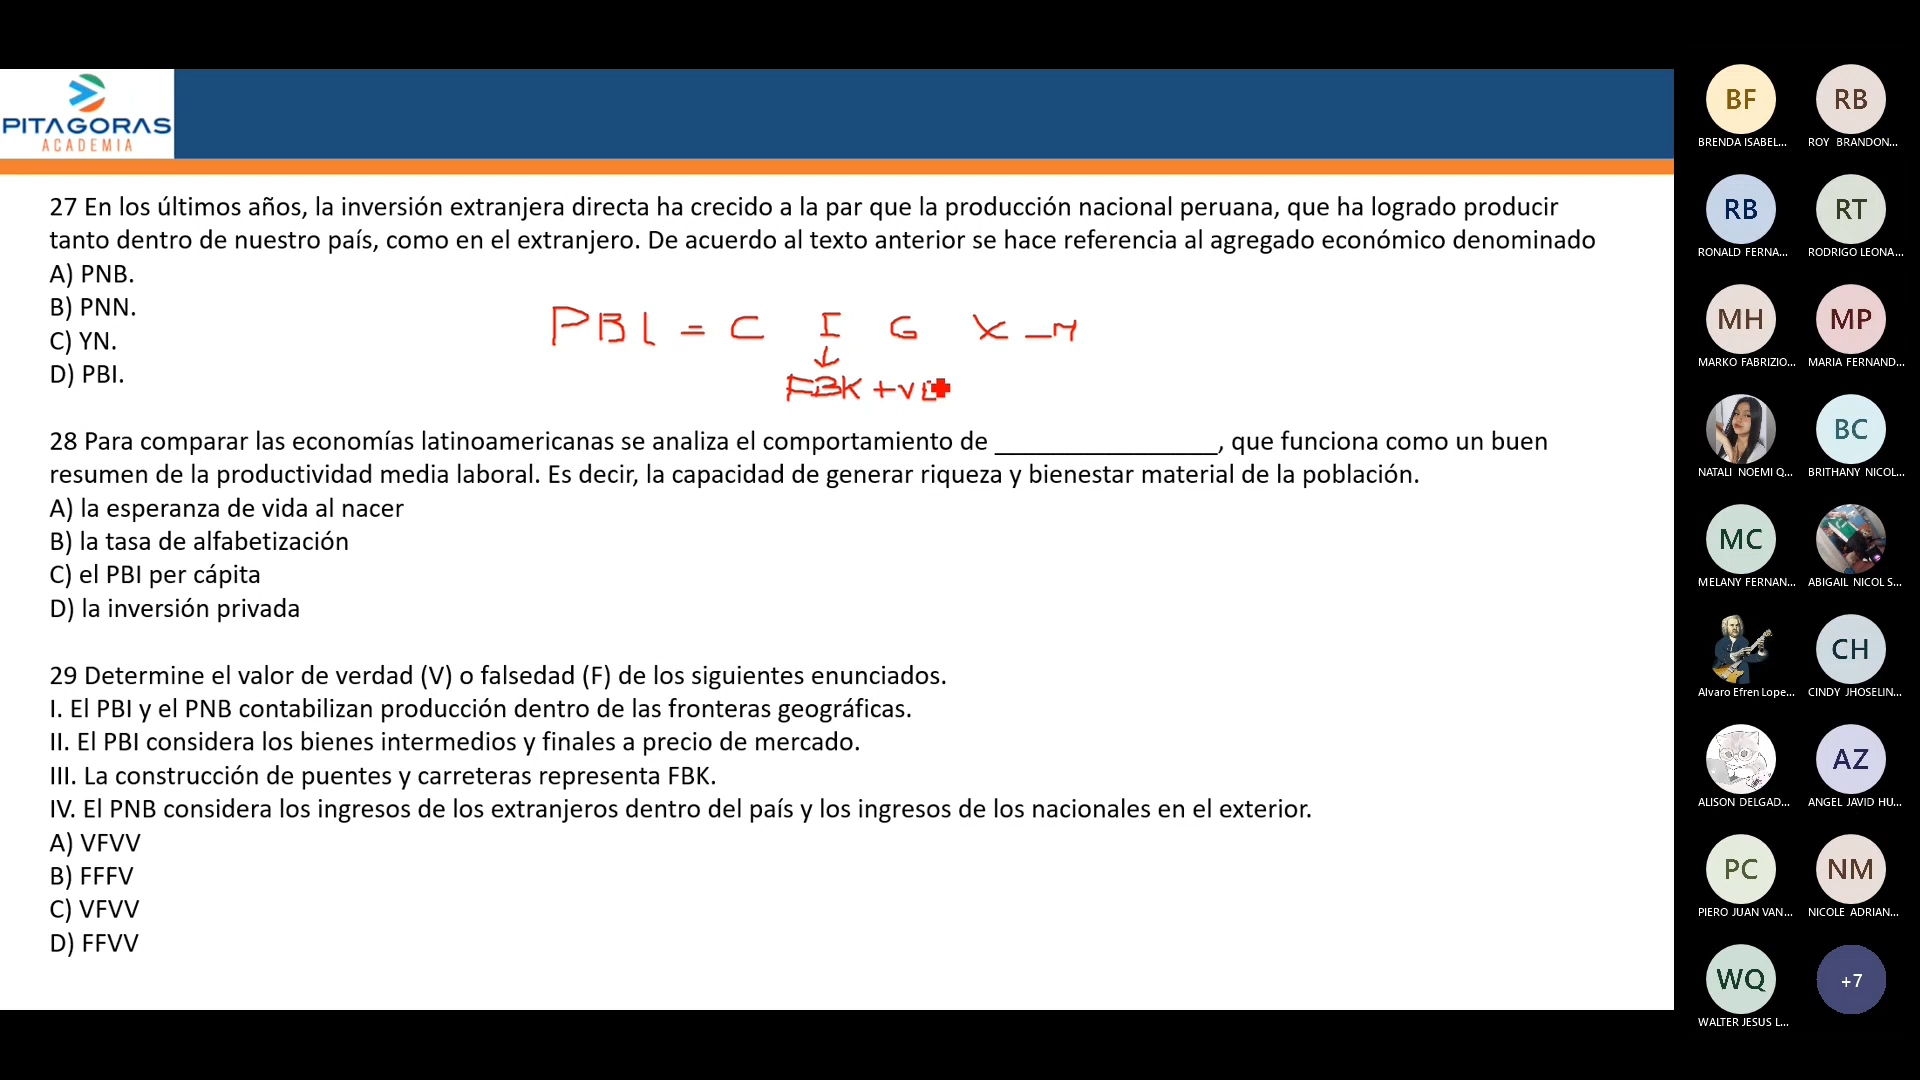 PITAGORAS
ACADEMIA
27 En los últimos años, la inversión extranjera directa ha crecido a la par que la producción nacional peruana, que ha logrado producir
tanto dentro de nuestro país, como en el extranjero. De acuerdo al texto anterior se hace referencia al agregado económico denominado
A) PNB.
B) PNN.
C) YN.
D) PBI.
PBI = C I G X – M
FBK + V
28 Para comparar las economías latinoamericanas se analiza el comportamiento de ________________, que funciona como un buen
resumen de la productividad media laboral. Es decir, la capacidad de generar riqueza y bienestar material de la población.
A) la esperanza de vida al nacer
B) la tasa de alfabetización
C) el PBI per cápita
D) la inversión privada
29 Determine el valor de verdad (V) o falsedad (F) de los siguientes enunciados.
I. El PBI y el PNB contabilizan producción dentro de las fronteras geográficas.
II. El PBI considera los bienes intermedios y finales a precio de mercado.
III. La construcción de puentes y carreteras representa FBK.
IV. El PNB considera los ingresos de los extranjeros dentro del país y los ingresos de los nacionales en el exterior.
A) VFVV
B) FFFV
C) VFVV
D) FFVV
BF RB
BRENDA ISABEL... ROY BRANDON...
RB RT
RONALD FERNA... RODRIGO LEONA...
MH MP
MARKO FABRIZIO... MARIA FERNAND...
BC
NATALI NOEMI Q... BRITHANY NICOL...
MC
MELANY FERNAN... ABIGAIL NICOL S...
CH
Alvaro Efren Lope... CINDY JHOSELIN...
AZ
ALISON DELGAD... ANGEL JAVID HU...
PC NM
PIERO JUAN VAN... NICOLE ADRIAN...
WQ +7
WALTER JESUS L...